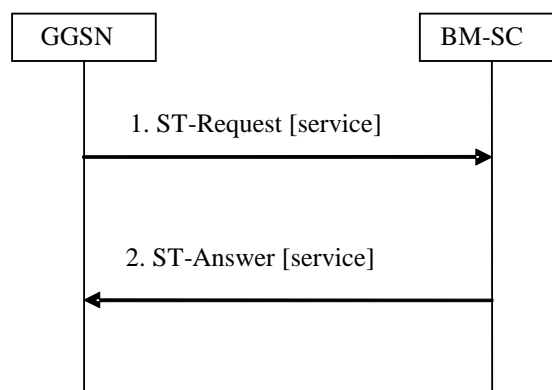 GGSN
BM-SC
1. ST-Request [service]
2. ST-Answer [service]